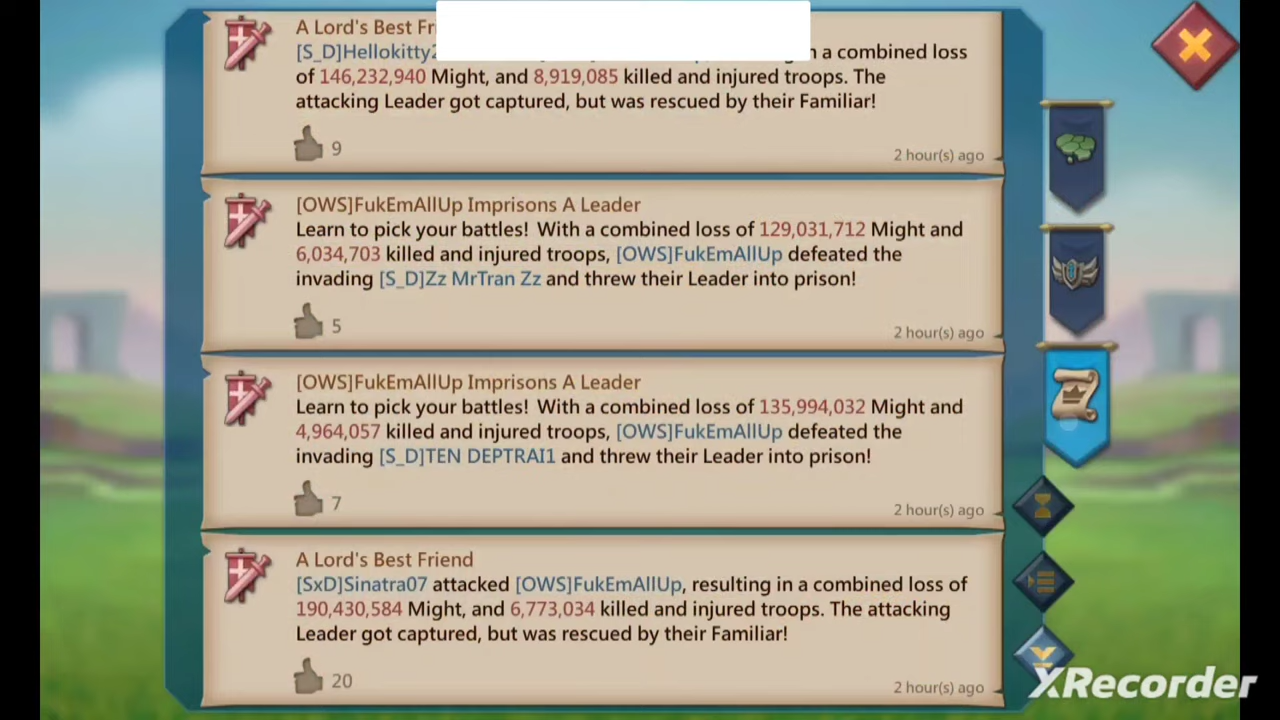 A Lord's Best
[S_D]Hellokitty a combined loss
of 146,232,940 Might, and 8,919,085 killed and injured troops. The
attacking Leader got captured, but was rescued by their Familiar!
9
2 hour(s) ago
[OWS]FukEmAllUp Imprisons A Leader
Learn to pick your battles! With a combined loss of 129,031,712 Might and
6,034,703 killed and injured troops, [OWS]FukEmAllUp defeated the
invading [S_D]Zz MrTran Zz and threw their Leader into prison!
5
2 hour(s) ago
[OWS]FukEmAllUp Imprisons A Leader
Learn to pick your battles! With a combined loss of 135,994,032 Might and
4,964,057 killed and injured troops, [OWS]FukEmAllUp defeated the
invading [S_D]TEN DEPTRAI1 and threw their Leader into prison!
7
2 hour(s) ago
A Lord's Best Friend
[SxD]Sinatra07 attacked [OWS]FukEmAllUp, resulting in a combined loss of
190,430,584 Might, and 6,773,034 killed and injured troops. The attacking
Leader got captured, but was rescued by their Familiar!
20
2 hour(s) ago
XRecorder